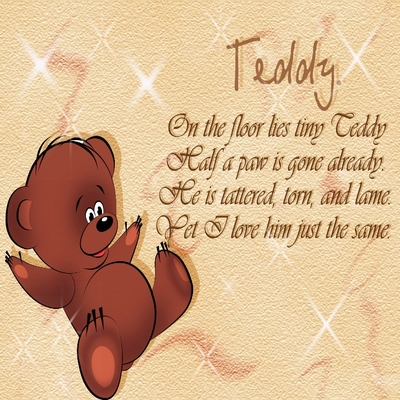 Teddy.
On the floor lies tiny Teddy
Half a paw is gone already.
He is tattered, torn, and lame.
Yet I love him just the same.